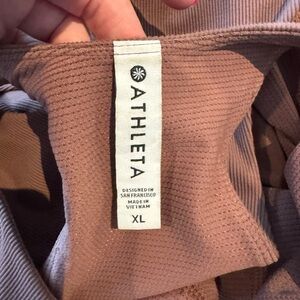 ATHLETA
DESIGNED IN
SAN FRANCISCO
MADE IN
VIETNAM
XL